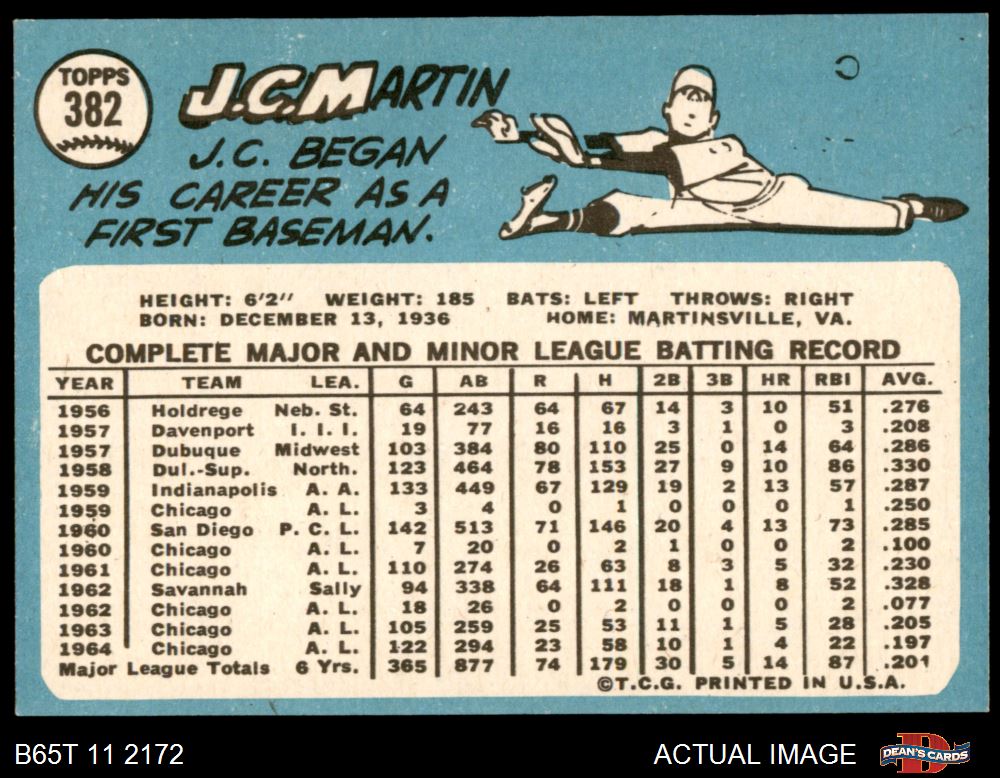 TOPPS
382
J.C. MARTIN
J.C. BEGAN
HIS CAREER AS A
FIRST BASEMAN.
HEIGHT: 6'2" WEIGHT: 185 BATS: LEFT THROWS: RIGHT
BORN: DECEMBER 13, 1936 HOME: MARTINSVILLE, VA.
COMPLETE MAJOR AND MINOR LEAGUE BATTING RECORD
YEAR TEAM LEA. G AB R H 2B 3B HR RBI AVG.
1956 Holdrege Neb. St. 64 243 64 67 14 3 10 51 .276
1957 Davenport I. I. I. 19 77 16 16 3 1 0 3 .208
1957 Dubuque Midwest 103 384 80 110 25 0 14 64 .286
1958 Dul.-Sup. North. 123 464 78 153 27 9 10 86 .330
1959 Indianapolis A. A. 133 449 67 129 19 2 13 57 .287
1959 Chicago A. L. 3 4 0 1 0 0 0 1 .250
1960 San Diego P. C. L. 142 513 71 146 20 4 13 73 .285
1960 Chicago A. L. 7 20 0 2 1 0 0 2 .100
1961 Chicago A. L. 110 274 26 63 8 3 5 32 .230
1962 Savannah Sally 94 338 64 111 18 1 8 52 .328
1962 Chicago A. L. 18 26 0 2 0 0 0 2 .077
1963 Chicago A. L. 105 259 25 53 11 1 5 28 .205
1964 Chicago A. L. 122 294 23 58 10 1 4 22 .197
Major League Totals 6 Yrs. 365 877 74 179 30 5 14 87 .201
©T.C.G. PRINTED IN U.S.A.
B65T 11 2172 ACTUAL IMAGE DEAN'S CARDS